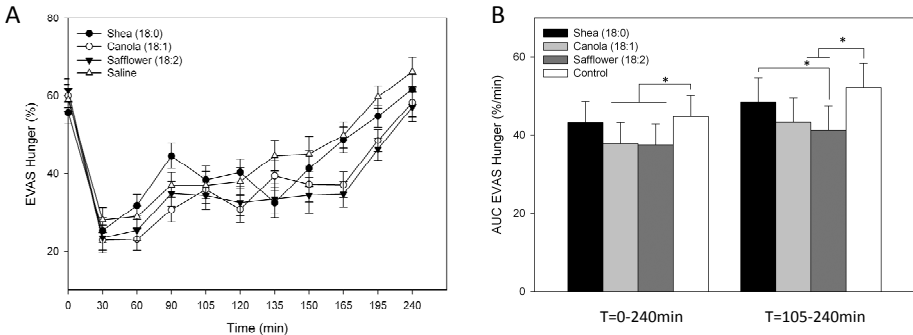 A
80
60
40
20
EVAS Hunger (%)
Shea (18:0)
Canola (18:1)
Safflower (18:2)
Saline
0 30 60 90 105 120 135 150 165 195 240
Time (min)
B
60
40
20
0
AUC EVAS Hunger (%/min)
Shea (18:0)
Canola (18:1)
Safflower (18:2)
Control
*
*
*
T=0-240min T=105-240min